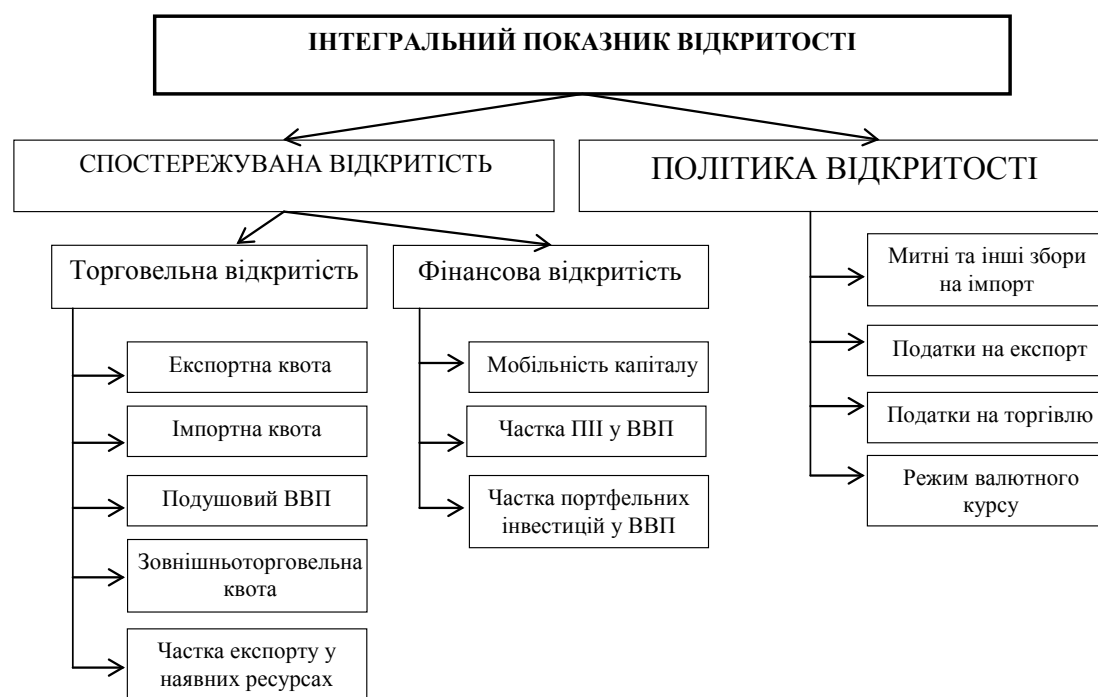 ІНТЕГРАЛЬНИЙ ПОКАЗНИК ВІДКРИТОСТІ
СПОСТЕРЕЖУВАНА ВІДКРИТІСТЬ
ПОЛІТИКА ВІДКРИТОСТІ
Торговельна відкритість
Експортна квота
Імпортна квота
Подушовий ВВП
Зовнішньоторговельна
квота
Частка експорту у
наявних ресурсах
Фінансова відкритість
Мобільність капіталу
Частка ПІІ у ВВП
Частка портфельних
інвестицій у ВВП
Митні та інші збори
на імпорт
Податки на експорт
Податки на торгівлю
Режим валютного
курсу